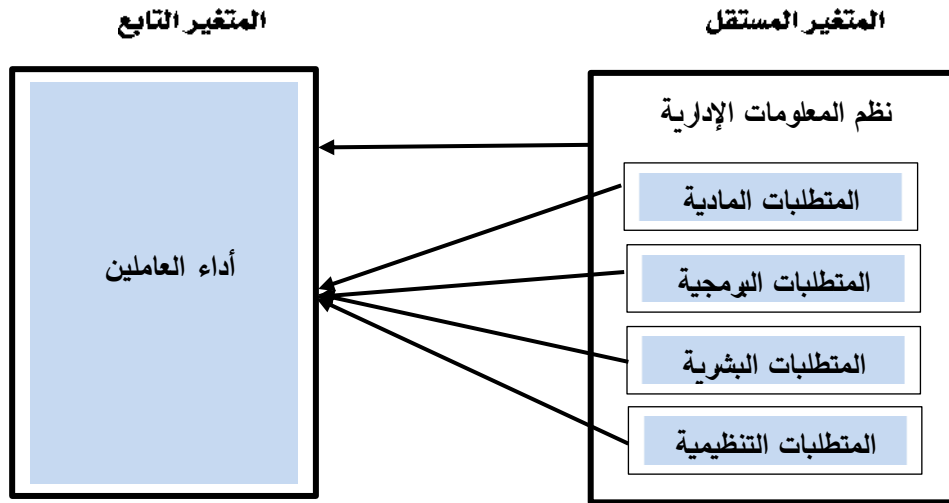 المتغير المستقل
المتغير التابع
نظم المعلومات الإدارية
المتطلبات المادية
المتطلبات البرمجية
المتطلبات البشرية
المتطلبات التنظيمية
أداء العاملين